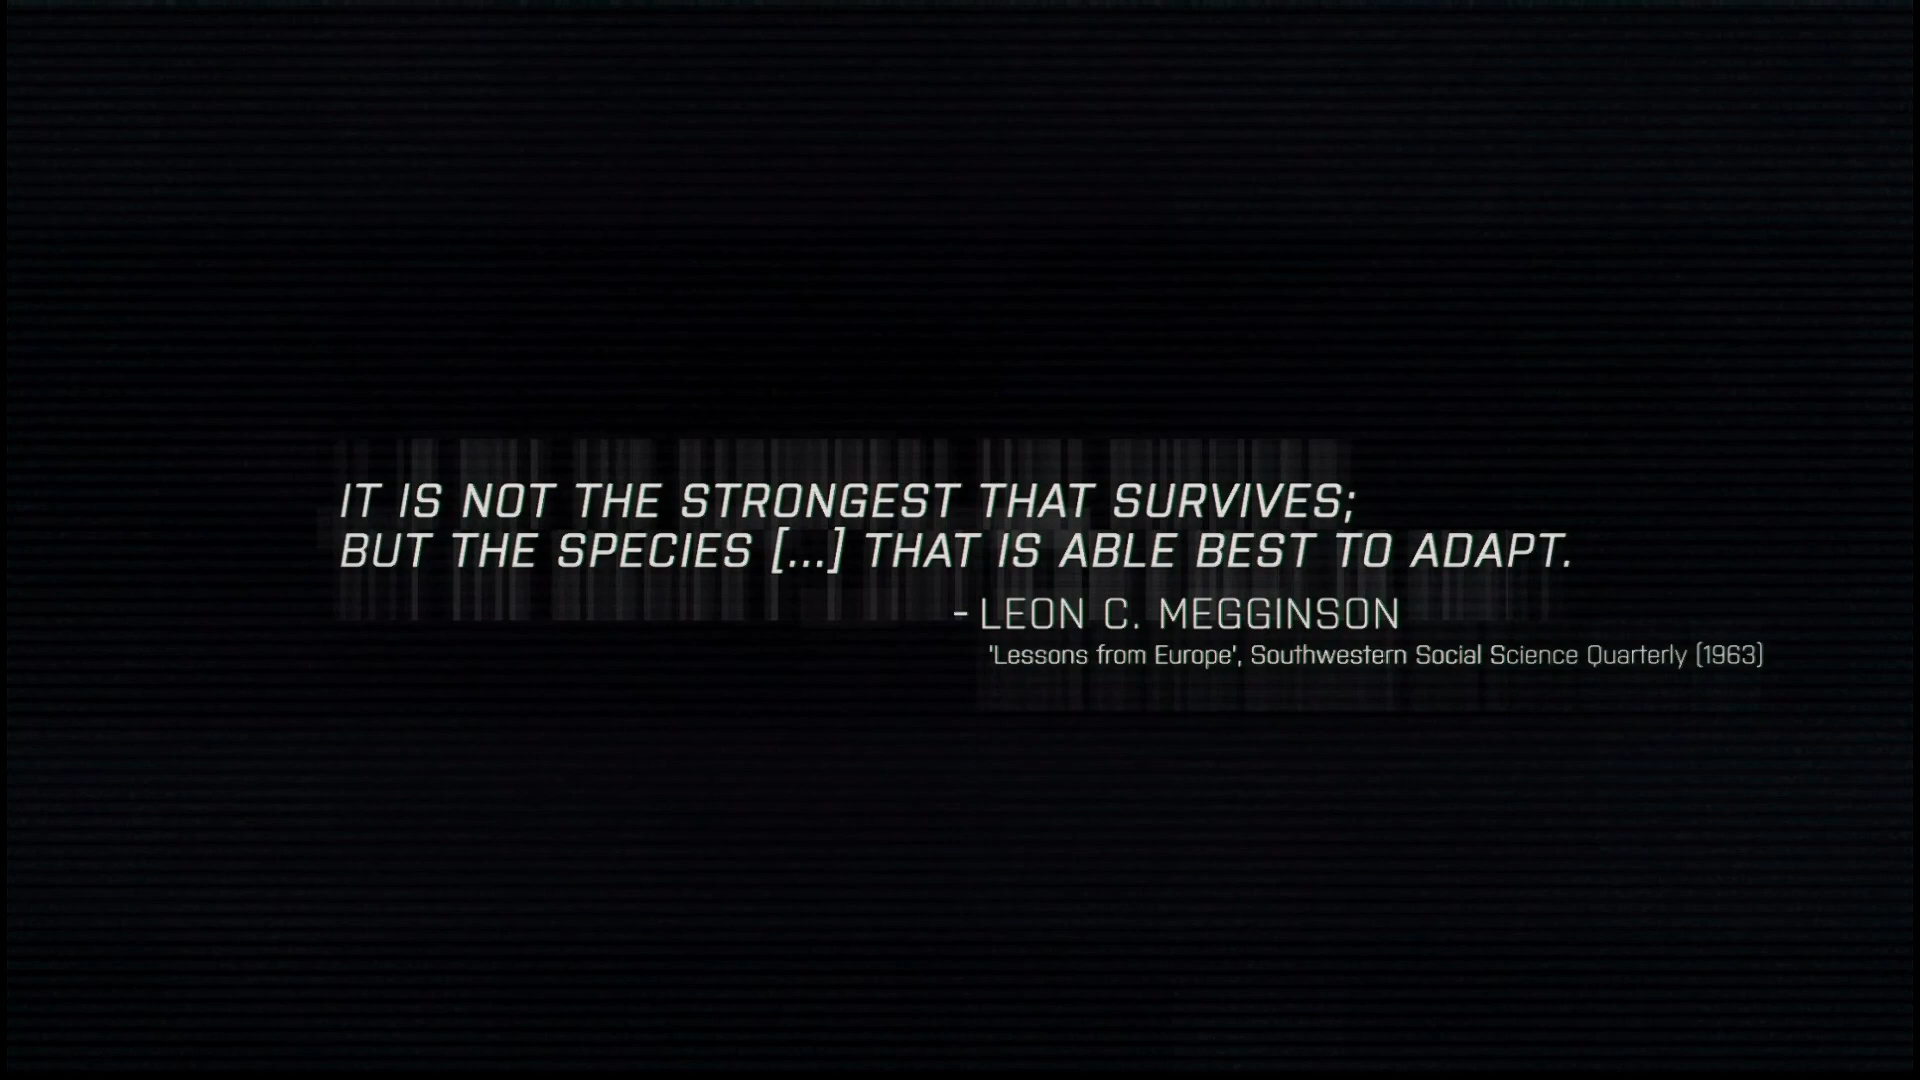 IT IS NOT THE STRONGEST THAT SURVIVES;
BUT THE SPECIES [...] THAT IS ABLE BEST TO ADAPT.
- LEON C. MEGGINSON
'Lessons from Europe', Southwestern Social Science Quarterly (1963)